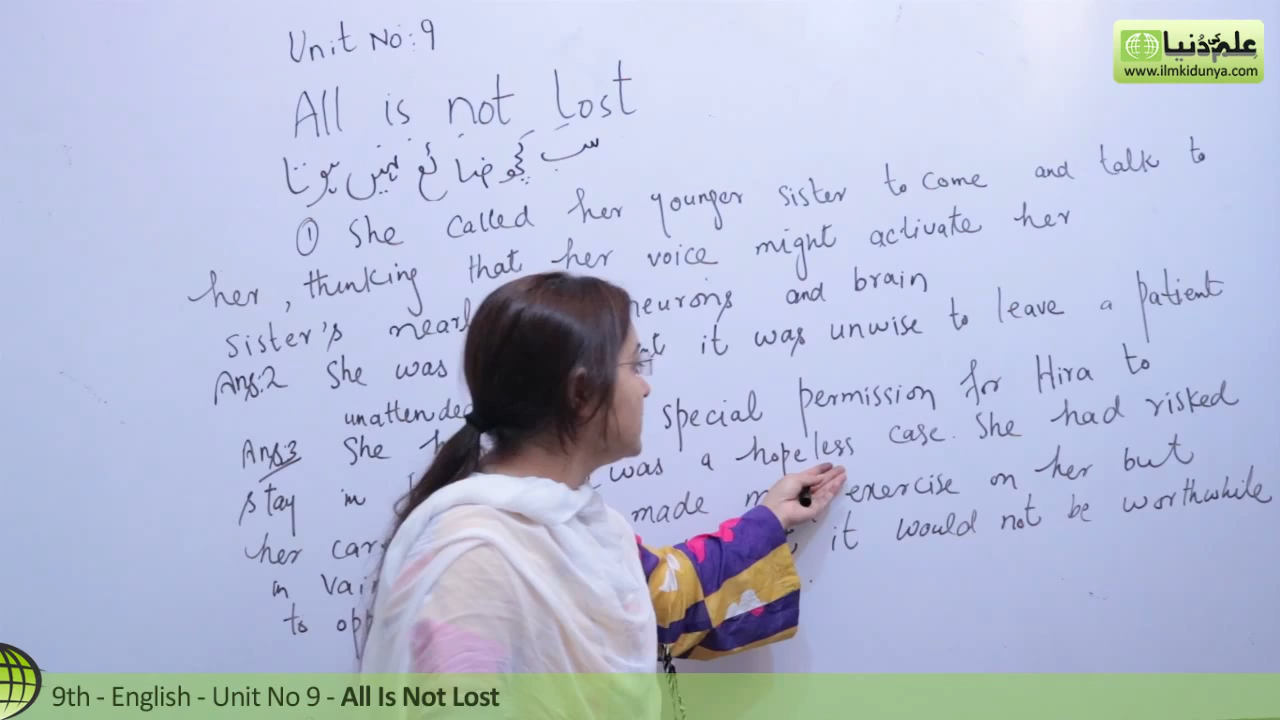 Unit No:9
All is not Lost
سب کچھ ضائع نہیں ہوتا
① She called her younger sister to come and talk to
her, thinking that her voice might activate her
sister's neurons and brain
Ans:2 She was it was unwise to leave a patient
unattended
Ans:3 She special permission for Hira to
stay in was a hopeless case. She had risked
her made exercise on her but
in it would not be worthwhile
to
علم کی دُنیا
www.ilmkidunya.com
9th - English - Unit No 9 - All Is Not Lost